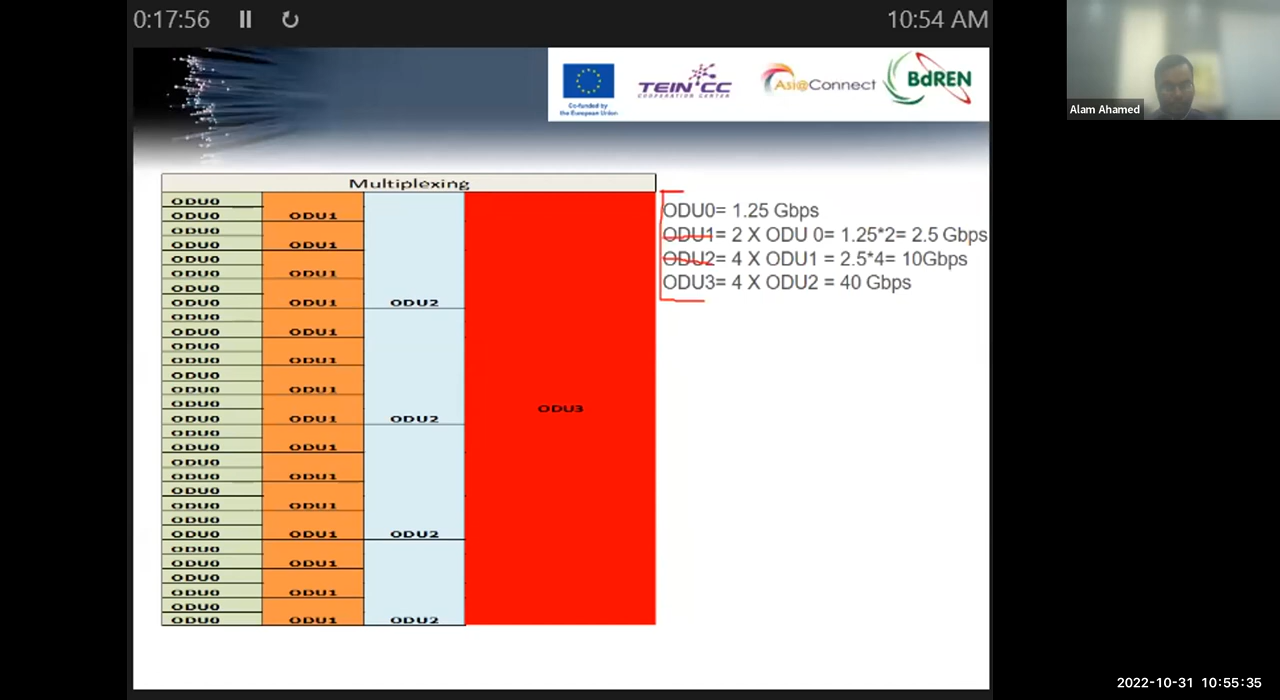 0:17:56
10:54 AM
Co-funded by
the European Union
TEIN*CC
COOPERATION CENTER
Asi@Connect
BdREN
Alam Ahamed
Multiplexing
ODU0
ODU0 ODU1
ODU0
ODU0 ODU1
ODU0
ODU0 ODU1
ODU0
ODU0 ODU1 ODU2
ODU0
ODU0 ODU1
ODU0
ODU0 ODU1
ODU0
ODU0 ODU1
ODU0
ODU0 ODU1 ODU2
ODU3
ODU0
ODU0 ODU1
ODU0
ODU0 ODU1
ODU0
ODU0 ODU1
ODU0
ODU0 ODU1 ODU2
ODU0
ODU0 ODU1
ODU0
ODU0 ODU1
ODU0
ODU0 ODU1 ODU2
ODU0= 1.25 Gbps
ODU1= 2 X ODU 0= 1.25*2= 2.5 Gbps
ODU2= 4 X ODU1 = 2.5*4= 10Gbps
ODU3= 4 X ODU2 = 40 Gbps
2022-10-31 10:55:35